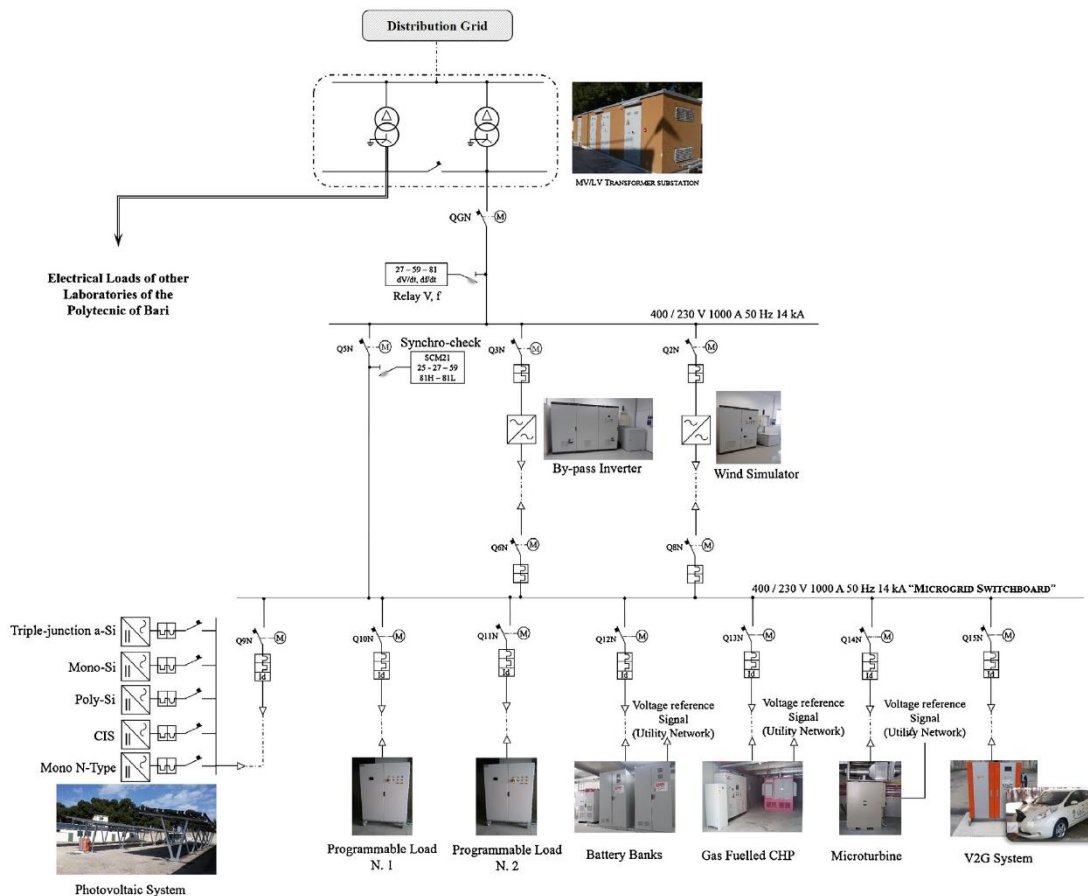 Distribution Grid
MV/LV TRANSFORMER SUBSTATION
QGN
M
Electrical Loads of other
Laboratories of the
Polytecnic of Bari
27 – 59 – 81
dV/dt, df/dt
Relay V, f
400 / 230 V 1000 A 50 Hz 14 kA
Q5N
M
Synchro-check
SCM21
25 - 27 – 59
81H – 81L
Q3N
M
Q2N
M
By-pass Inverter
Wind Simulator
Q6N
M
Q8N
M
400 / 230 V 1000 A 50 Hz 14 kA “MICROGRID SWITCHBOARD”
Triple-junction a-Si
Mono-Si
Poly-Si
CIS
Mono N-Type
Q9N
M
Id
Q10N
M
Id
Q11N
M
Id
Q12N
M
Id
Q13N
M
Id
Q14N
M
Id
Q15N
M
Id
Voltage reference
Signal
(Utility Network)
Voltage reference
Signal
(Utility Network)
Voltage reference
Signal
(Utility Network)
Photovoltaic System
Programmable Load
N. 1
Programmable Load
N. 2
Battery Banks
Gas Fuelled CHP
Microturbine
V2G System